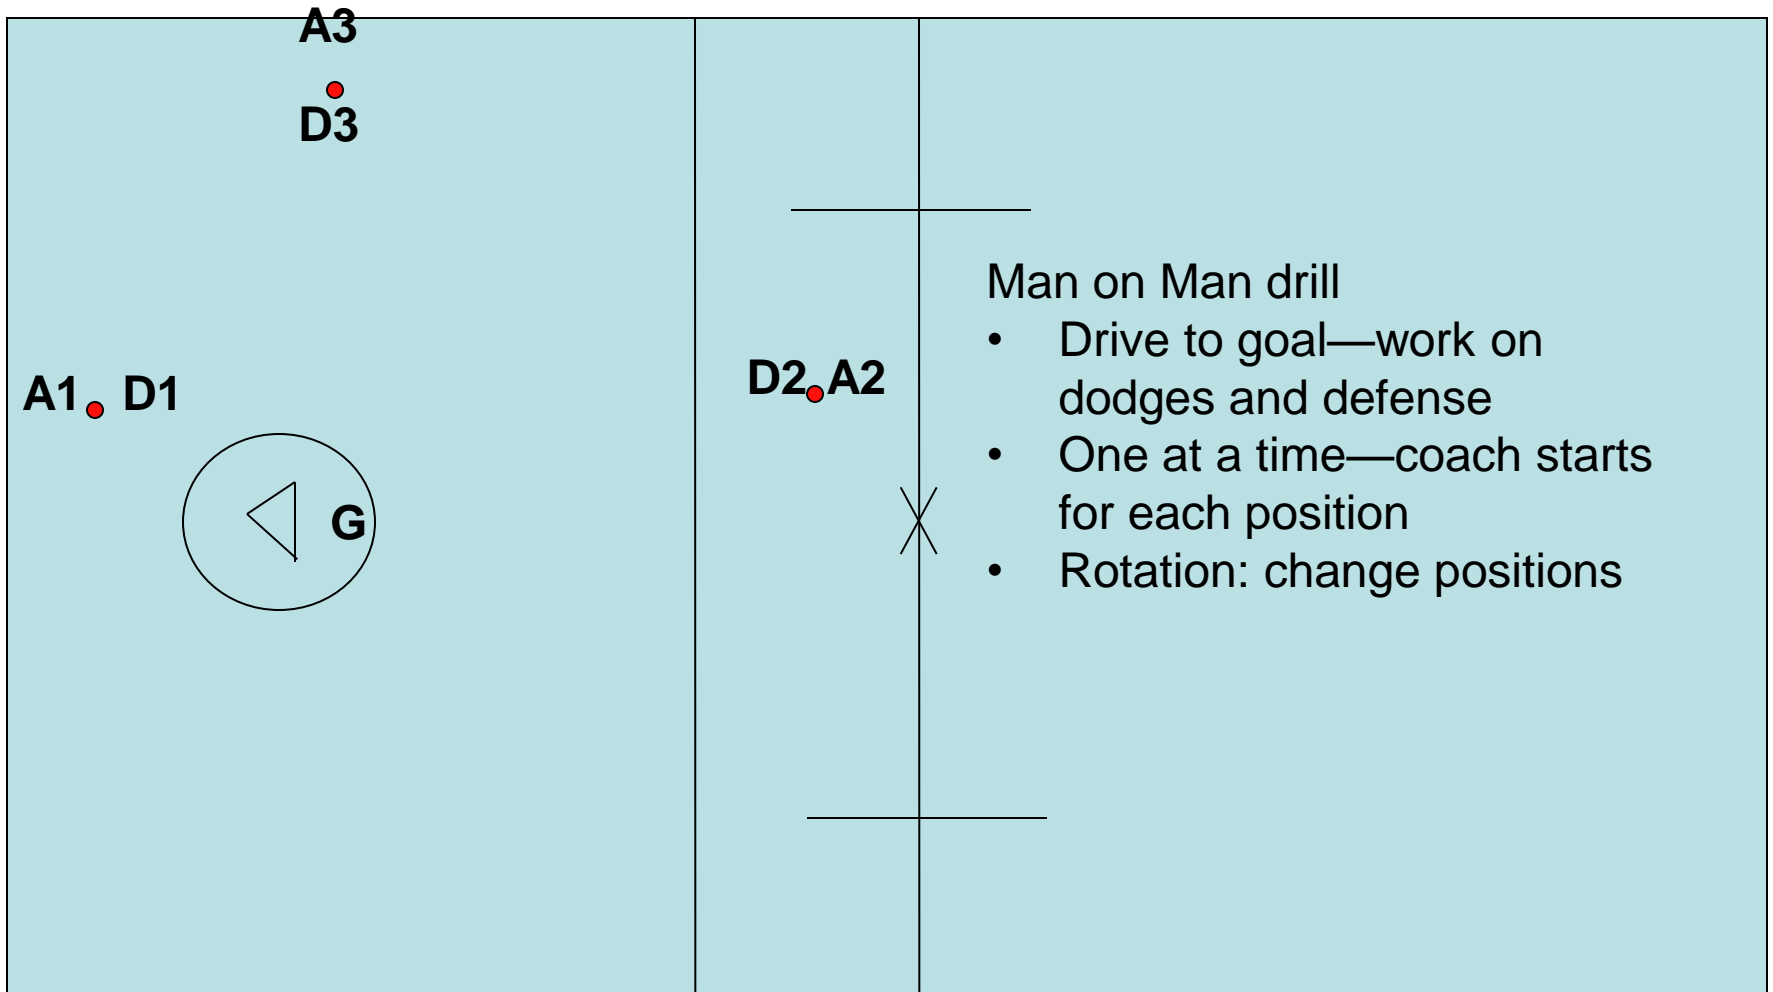 A3
D3
A1 D1
D2 A2
G
Man on Man drill
• Drive to goal—work on
dodges and defense
• One at a time—coach starts
for each position
• Rotation: change positions